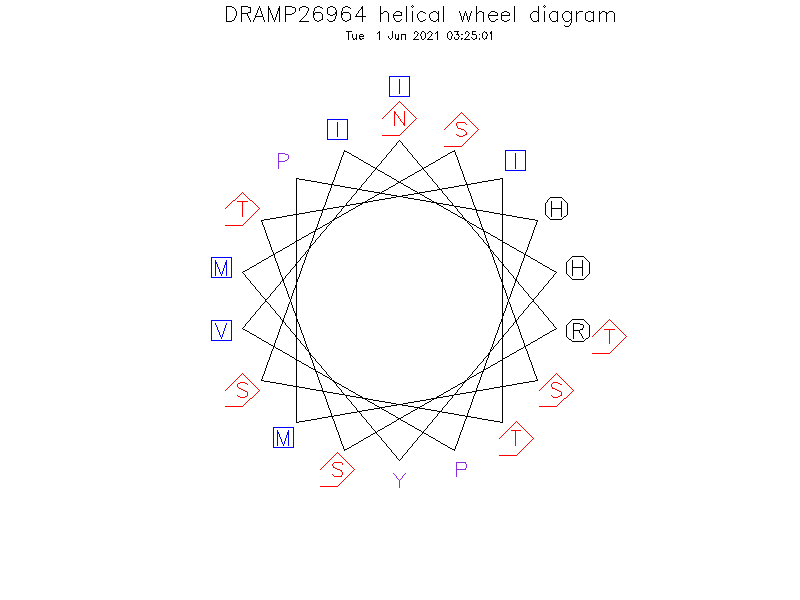 DRAMP26964 helical wheel diagram
Tue 1 Jun 2021 03:25:01
I
N
I S
P I
T H
M H
V R T
S S
M T
S P
Y